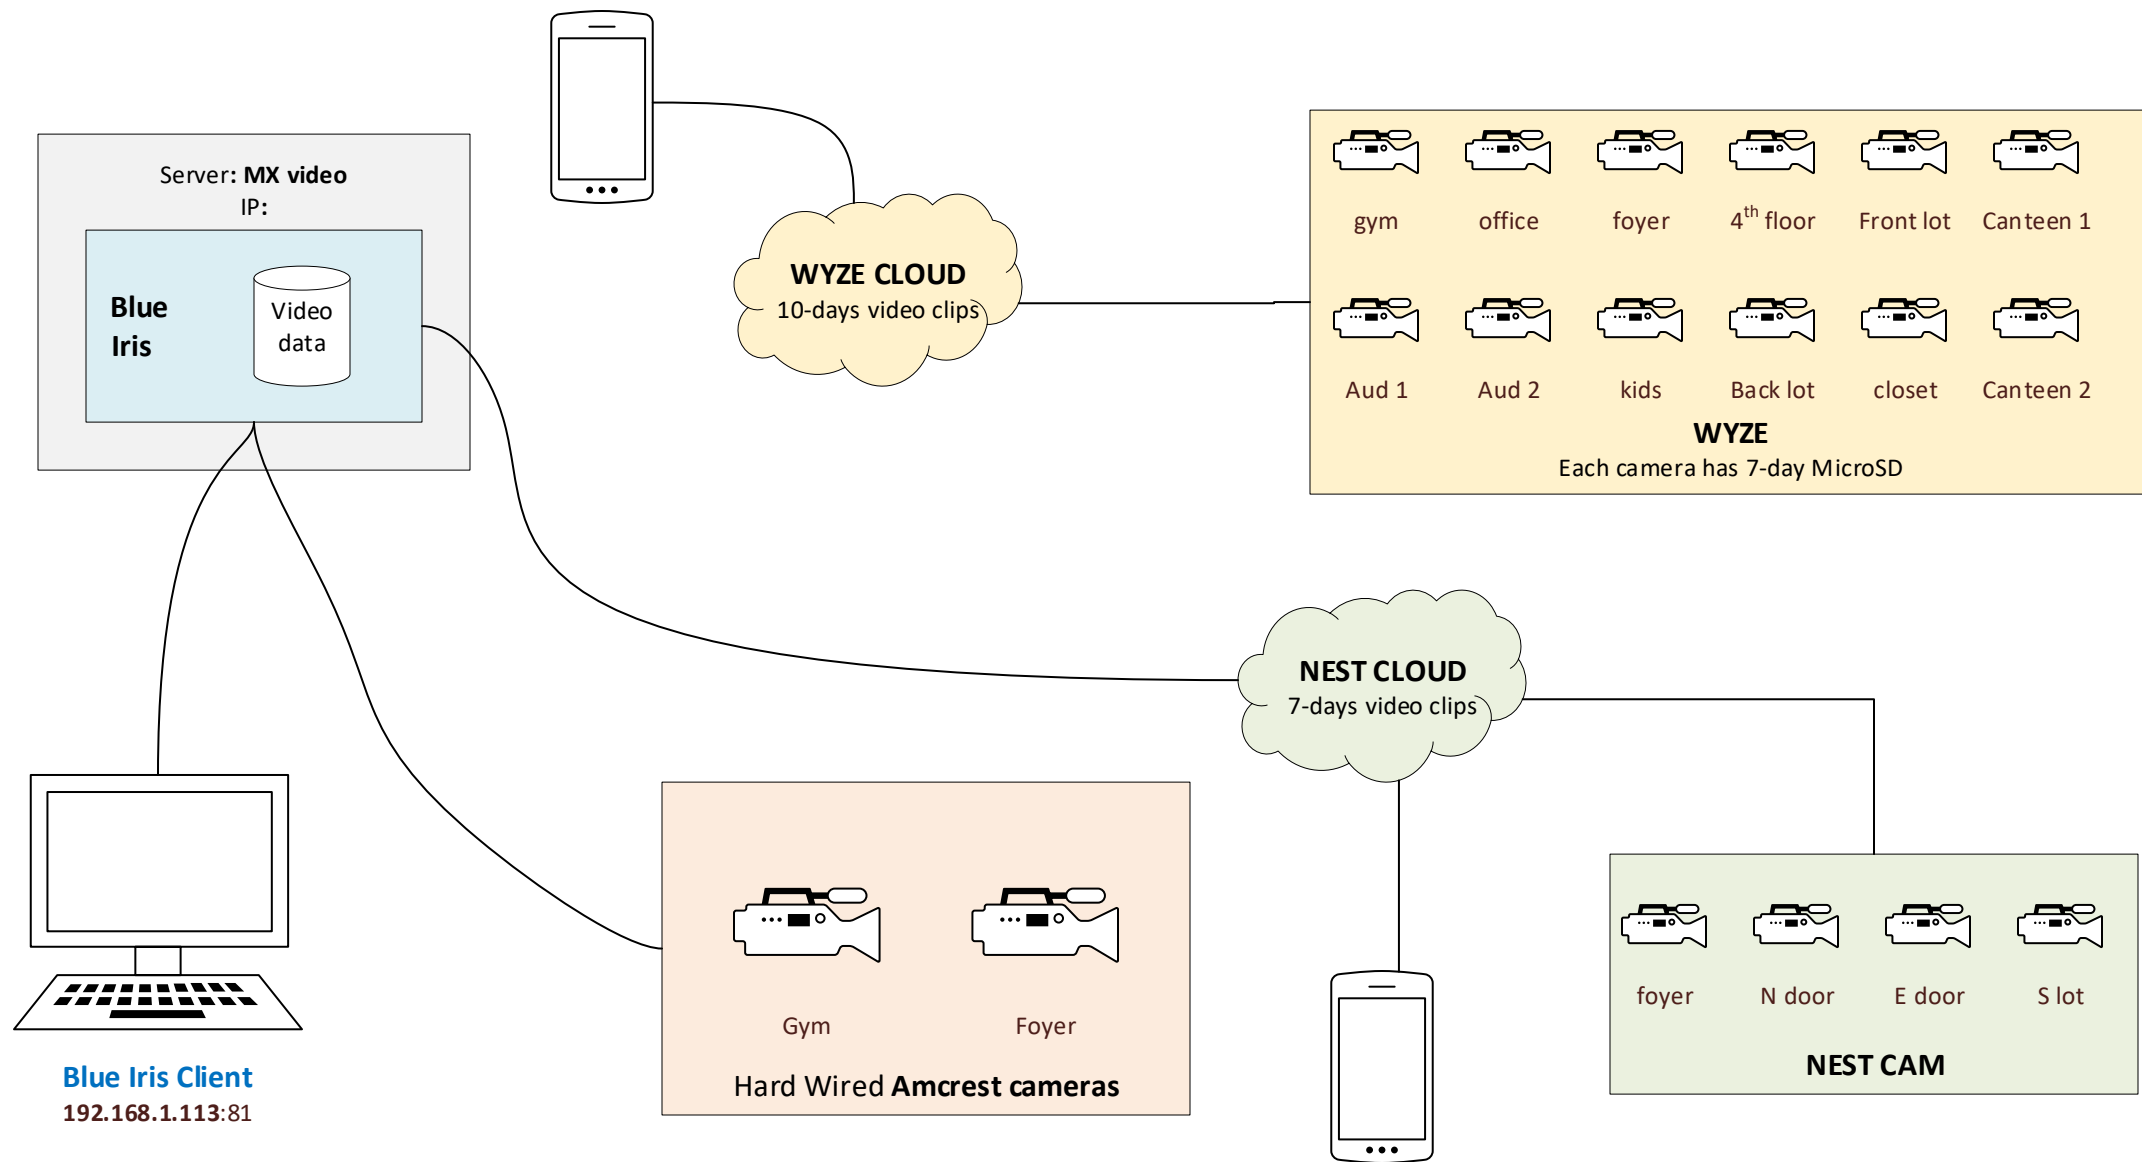 Server: MX video
IP:
Blue
Iris
Video
data
WYZE CLOUD
10-days video clips
gym
office
foyer
4th floor
Front lot
Canteen 1
Aud 1
Aud 2
kids
Back lot
closet
Canteen 2
WYZE
Each camera has 7-day MicroSD
NEST CLOUD
7-days video clips
Gym
Foyer
Hard Wired Amcrest cameras
foyer
N door
E door
S lot
NEST CAM
Blue Iris Client
192.168.1.113:81